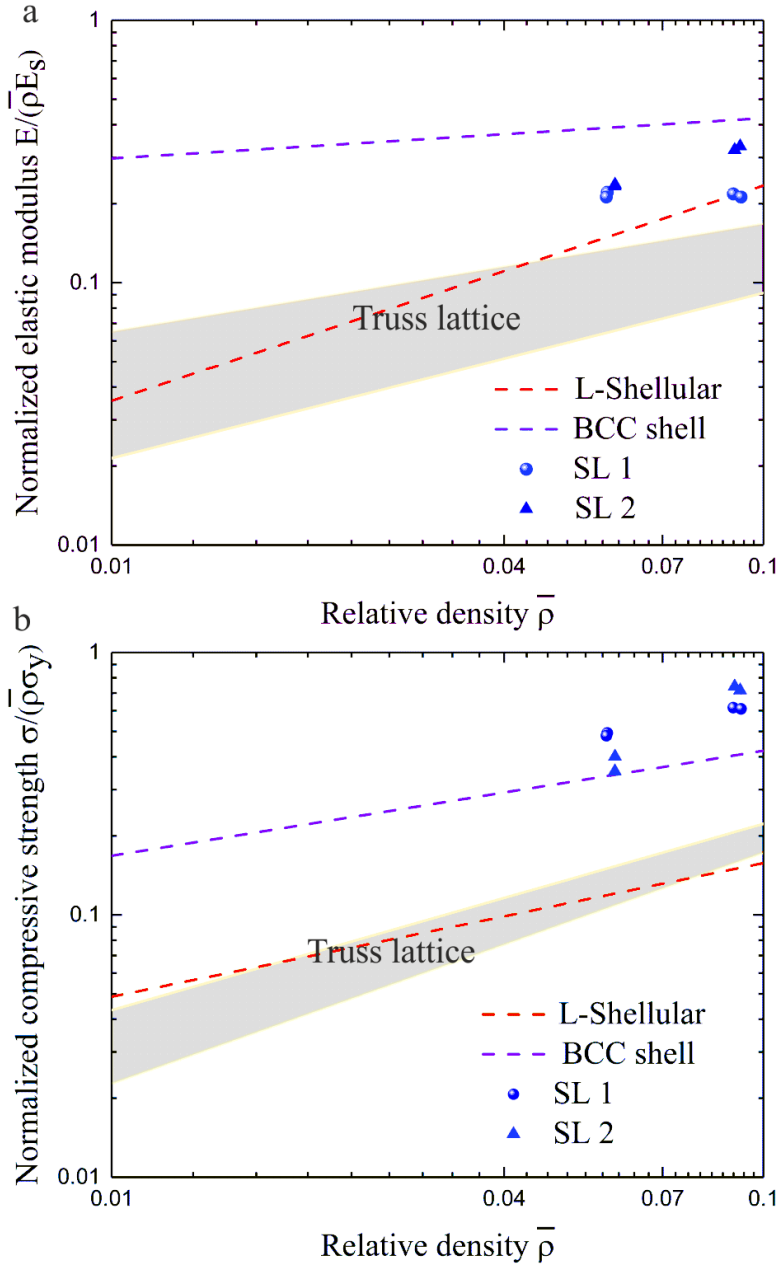 a
Normalized elastic modulus E/(ρ̅E_s)
1
0.1
0.01
Truss lattice
L-Shellular
BCC shell
SL 1
SL 2
0.01
0.04
0.07
0.1
Relative density ρ̅
b
Normalized compressive strength σ/(ρ̅σ_y)
1
0.1
0.01
Truss lattice
L-Shellular
BCC shell
SL 1
SL 2
0.01
0.04
0.07
0.1
Relative density ρ̅